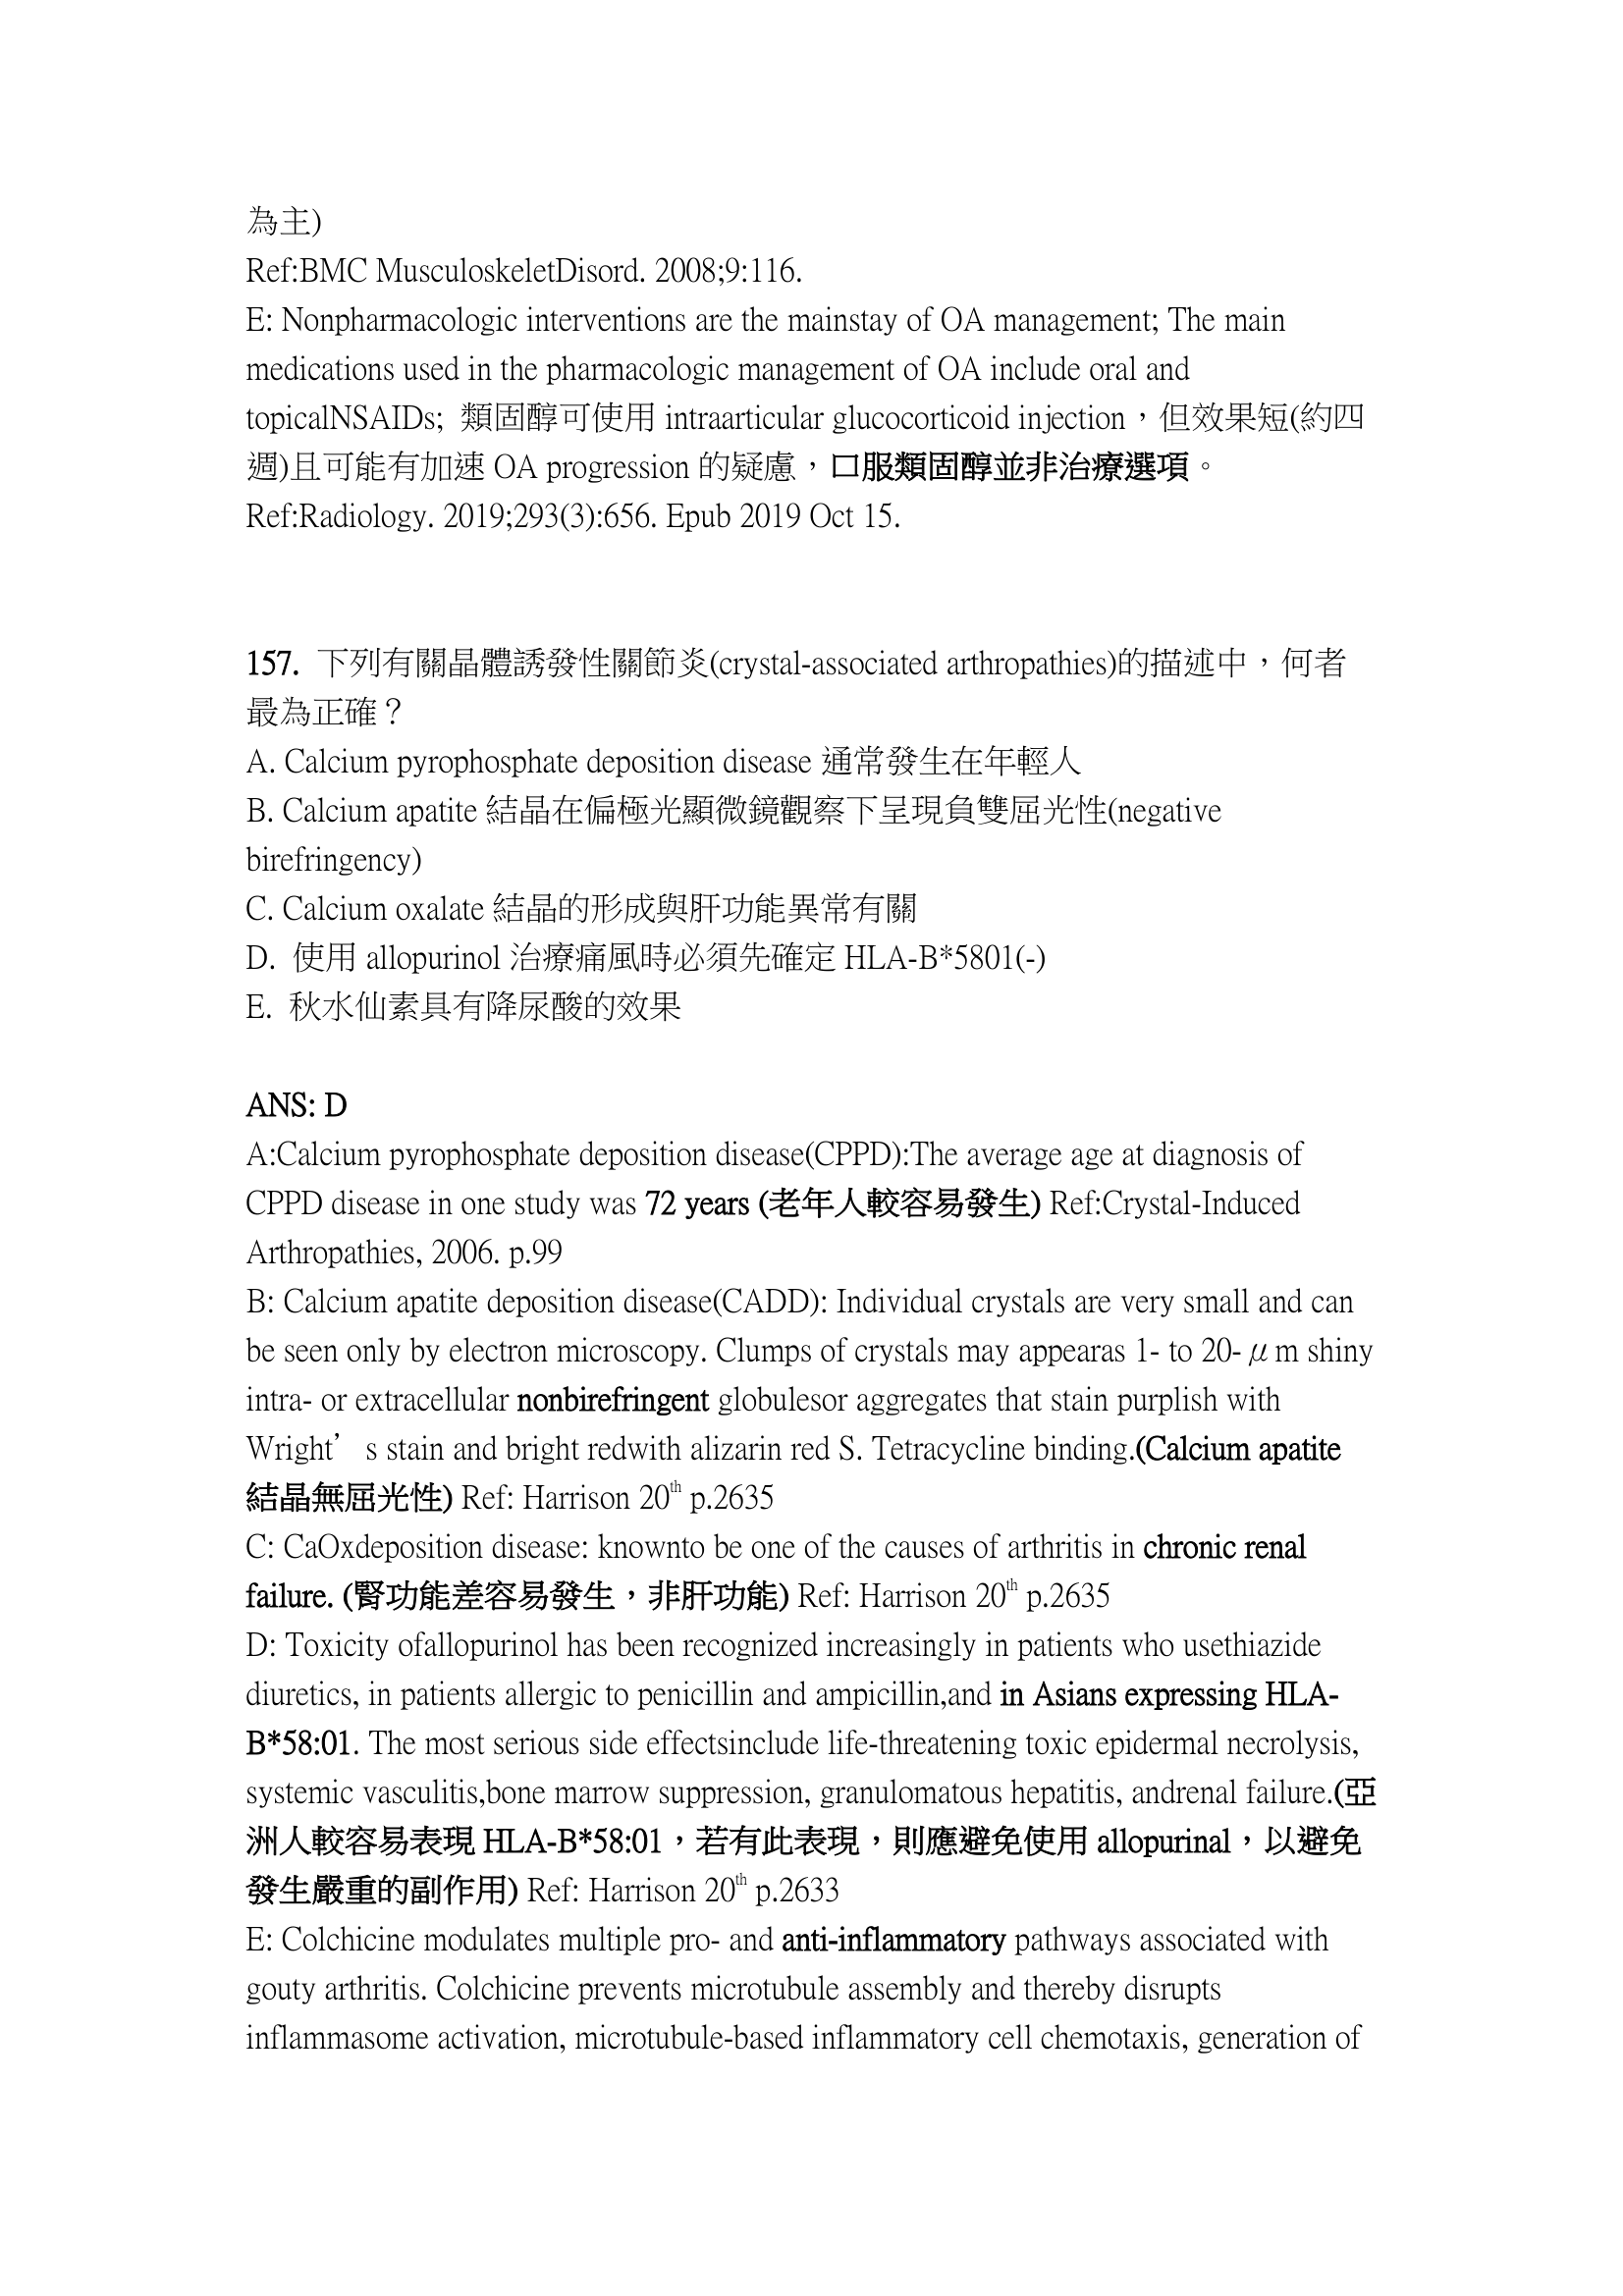 為主)
Ref:BMC MusculoskeletDisord. 2008;9:116.
E: Nonpharmacologic interventions are the mainstay of OA management; The main
medications used in the pharmacologic management of OA include oral and
topicalNSAIDs; 類固醇可使用 intraarticular glucocorticoid injection，但效果短(約四
週)且可能有加速 OA progression 的疑慮，口服類固醇並非治療選項。
Ref:Radiology. 2019;293(3):656. Epub 2019 Oct 15.
157. 下列有關晶體誘發性關節炎(crystal-associated arthropathies)的描述中，何者
最為正確？
A. Calcium pyrophosphate deposition disease 通常發生在年輕人
B. Calcium apatite 結晶在偏極光顯微鏡觀察下呈現負雙屈光性(negative
birefringency)
C. Calcium oxalate 結晶的形成與肝功能異常有關
D. 使用 allopurinol 治療痛風時必須先確定 HLA-B*5801(-)
E. 秋水仙素具有降尿酸的效果
ANS: D
A:Calcium pyrophosphate deposition disease(CPPD):The average age at diagnosis of
CPPD disease in one study was 72 years (老年人較容易發生) Ref:Crystal-Induced
Arthropathies, 2006. p.99
B: Calcium apatite deposition disease(CADD): Individual crystals are very small and can
be seen only by electron microscopy. Clumps of crystals may appearas 1- to 20-μm shiny
intra- or extracellular nonbirefringent globulesor aggregates that stain purplish with
Wright’s stain and bright redwith alizarin red S. Tetracycline binding.(Calcium apatite
結晶無屈光性) Ref: Harrison 20th p.2635
C: CaOxdeposition disease: knownto be one of the causes of arthritis in chronic renal
failure. (腎功能差容易發生，非肝功能) Ref: Harrison 20th p.2635
D: Toxicity ofallopurinol has been recognized increasingly in patients who usethiazide
diuretics, in patients allergic to penicillin and ampicillin,and in Asians expressing HLA-
B*58:01. The most serious side effectsinclude life-threatening toxic epidermal necrolysis,
systemic vasculitis,bone marrow suppression, granulomatous hepatitis, andrenal failure.(亞
洲人較容易表現 HLA-B*58:01，若有此表現，則應避免使用 allopurinal，以避免
發生嚴重的副作用) Ref: Harrison 20th p.2633
E: Colchicine modulates multiple pro- and anti-inflammatory pathways associated with
gouty arthritis. Colchicine prevents microtubule assembly and thereby disrupts
inflammasome activation, microtubule-based inflammatory cell chemotaxis, generation of